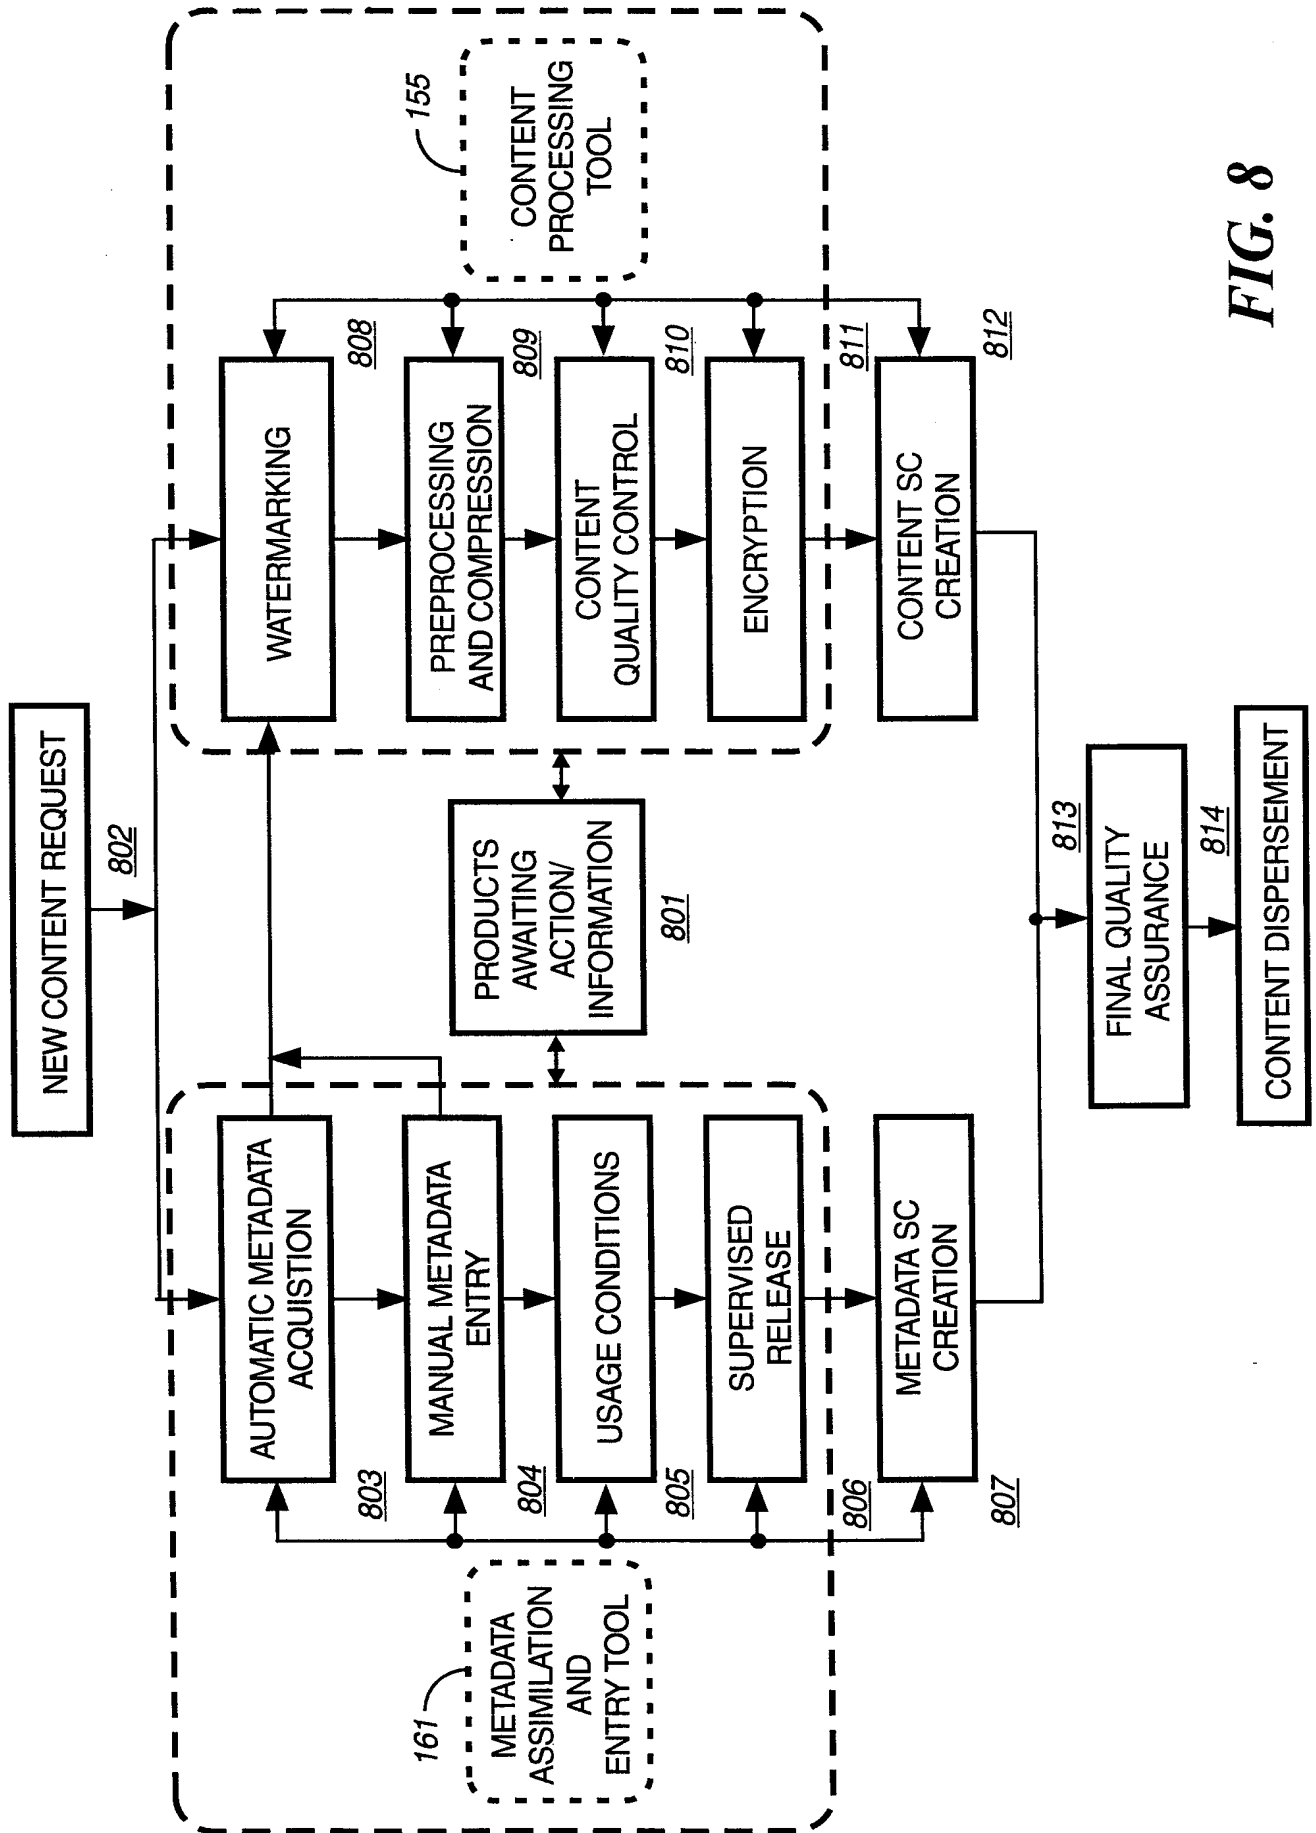 NEW CONTENT REQUEST
802
AUTOMATIC METADATA
ACQUISTION
803
WATERMARKING
808
161
METADATA
ASSIMILATION
AND
ENTRY TOOL
MANUAL METADATA
ENTRY
804
PRODUCTS
AWAITING
ACTION/
INFORMATION
801
PREPROCESSING
AND COMPRESSION
809
155
CONTENT
PROCESSING
TOOL
USAGE CONDITIONS
805
CONTENT
QUALITY CONTROL
810
SUPERVISED
RELEASE
806
ENCRYPTION
811
METADATA SC
CREATION
807
CONTENT SC
CREATION
812
813
FINAL QUALITY
ASSURANCE
814
CONTENT DISPERSEMENT
FIG. 8